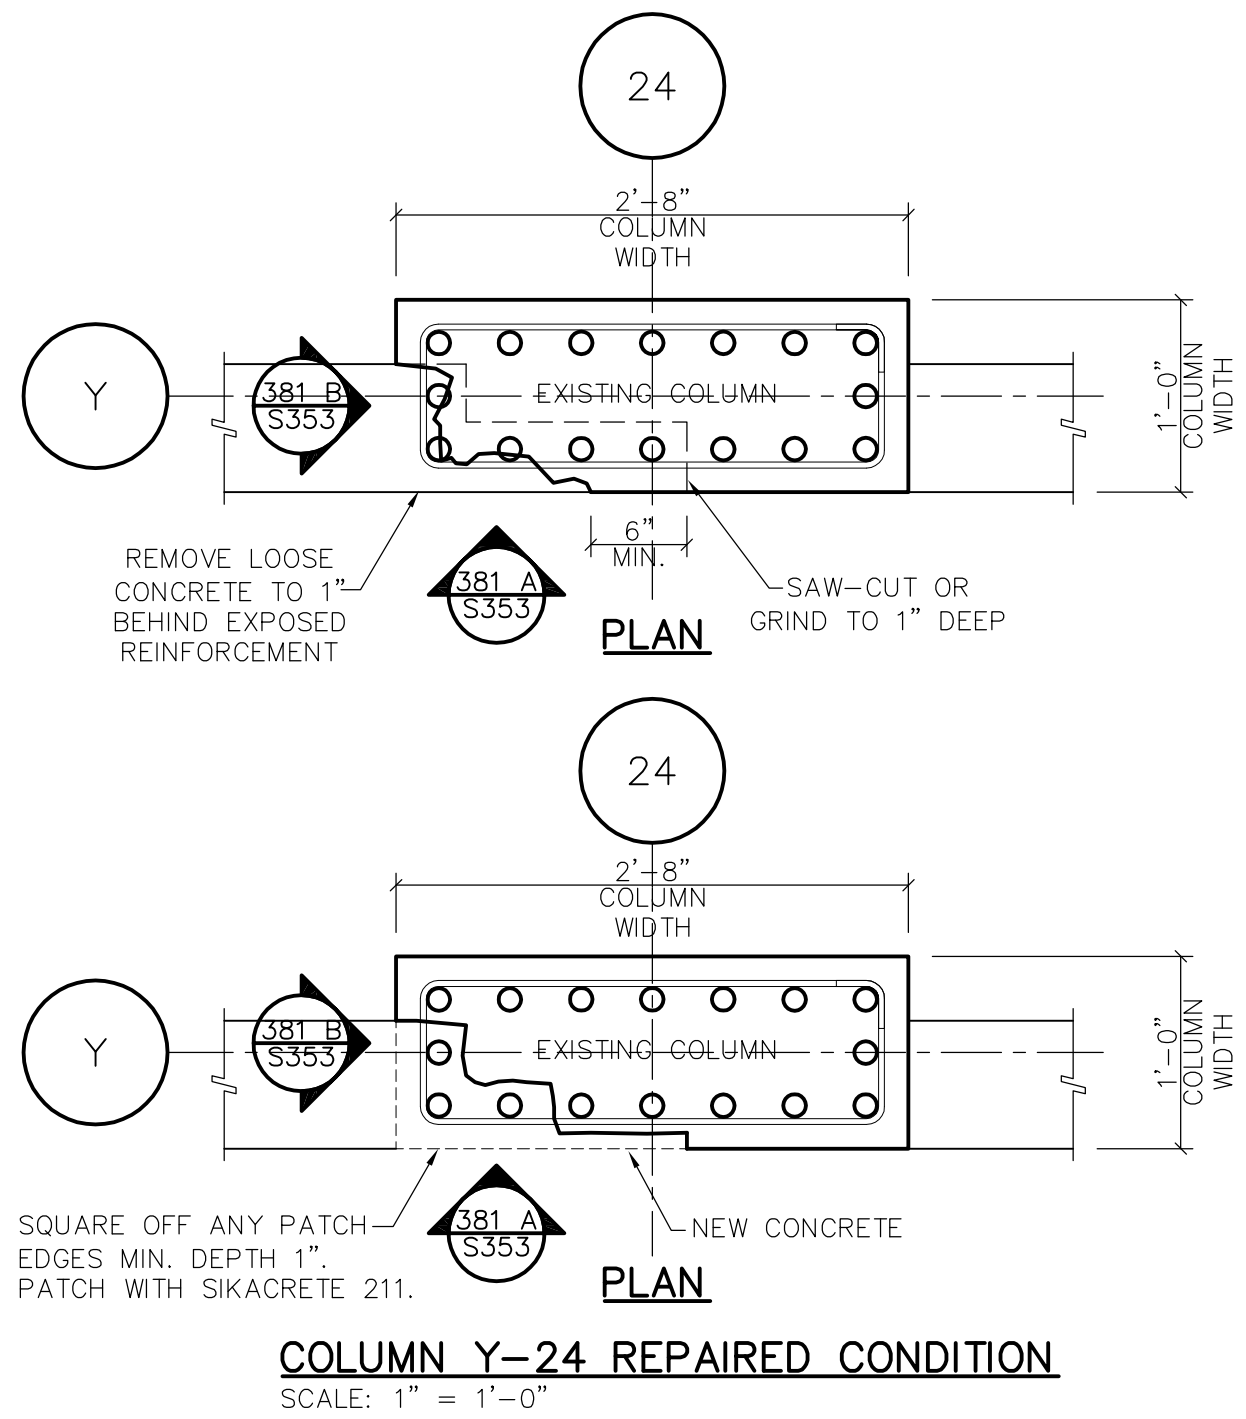 24
2'-8"
COLUMN
WIDTH
Y
381 B
S353
EXISTING COLUMN
1'-0"
COLUMN
WIDTH
6"
MIN.
REMOVE LOOSE
CONCRETE TO 1"
BEHIND EXPOSED
REINFORCEMENT
381 A
S353
SAW-CUT OR
GRIND TO 1" DEEP
PLAN
24
2'-8"
COLUMN
WIDTH
Y
381 B
S353
EXISTING COLUMN
1'-0"
COLUMN
WIDTH
SQUARE OFF ANY PATCH
EDGES MIN. DEPTH 1".
PATCH WITH SIKACRETE 211.
381 A
S353
NEW CONCRETE
PLAN
COLUMN Y-24 REPAIRED CONDITION
SCALE: 1" = 1'-0"